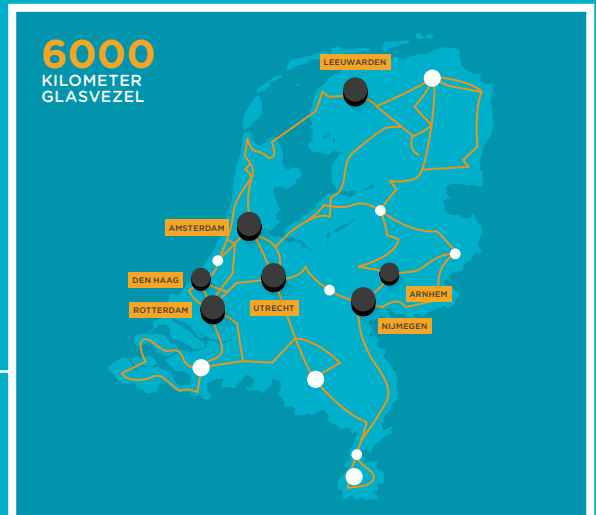 6000
KILOMETER
GLASVEZEL
LEEUWARDEN
AMSTERDAM
DEN HAAG
ROTTERDAM
UTRECHT
ARNHEM
NIJMEGEN